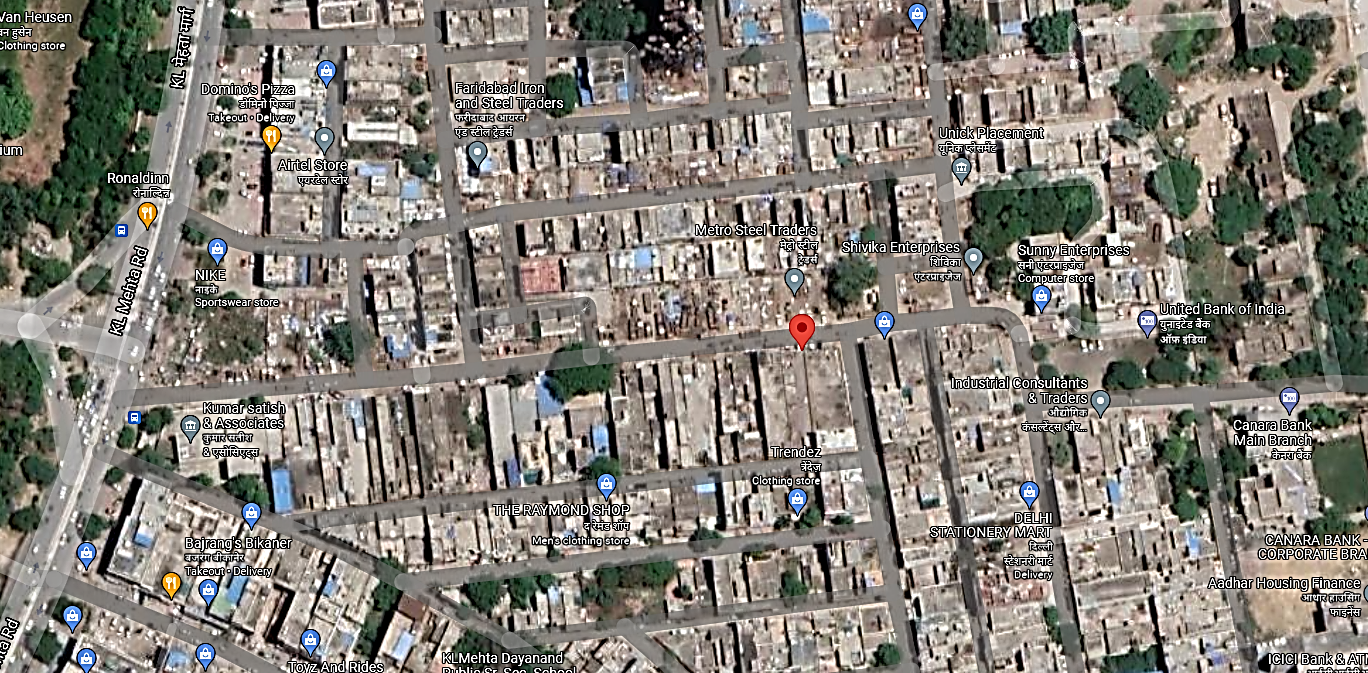 Van Heusen
वन हुसेन
Clothing store
KL मेहता मार्ग
Domino's Pizza
डोमिनो पिज्जा
Takeout • Delivery
Faridabad Iron
and Steel Traders
फरीदाबाद आयरन
एंड स्टील ट्रेडर्स
Unick Placement
यूनिक प्लेसमेंट
ium
Airtel Store
एयरटेल स्टोर
Ronaldinn
रोनाल्दिन्न
Metro Steel Traders
मेट्रो स्टील
ट्रेडर्स
Shivika Enterprises
शिविका
एंटरप्राइजेज
Sunny Enterprises
सनी एंटरप्राइजेज
Computer store
NIKE
नाइके
Sportswear store
KL Mehta Rd
United Bank of India
युनाइटेड बैंक
ऑफ़ इंडिया
Industrial Consultants
& Traders
औद्योगिक
कंसल्टेंट्स और...
Kumar satish
& Associates
कुमार सतीश
& एसोसिएट्स
Canara Bank
Main Branch
केनरा बैंक
Trendez
त्रेंदेज
Clothing store
THE RAYMOND SHOP
द रेमंड शॉप
Men's clothing store
DELHI
STATIONERY MART
दिल्ली
स्टेशनरी मार्ट
Delivery
Bajrang's Bikaner
बजरंग बीकानेर
Takeout • Delivery
CANARA BANK -
CORPORATE BRA
Aadhar Housing Finance
आधार हाउसिंग
फाइनेंस
ta Rd
Toyz And Rides
KLMehta Dayanand
Public Sr. Sec. School
ICICI Bank & AT